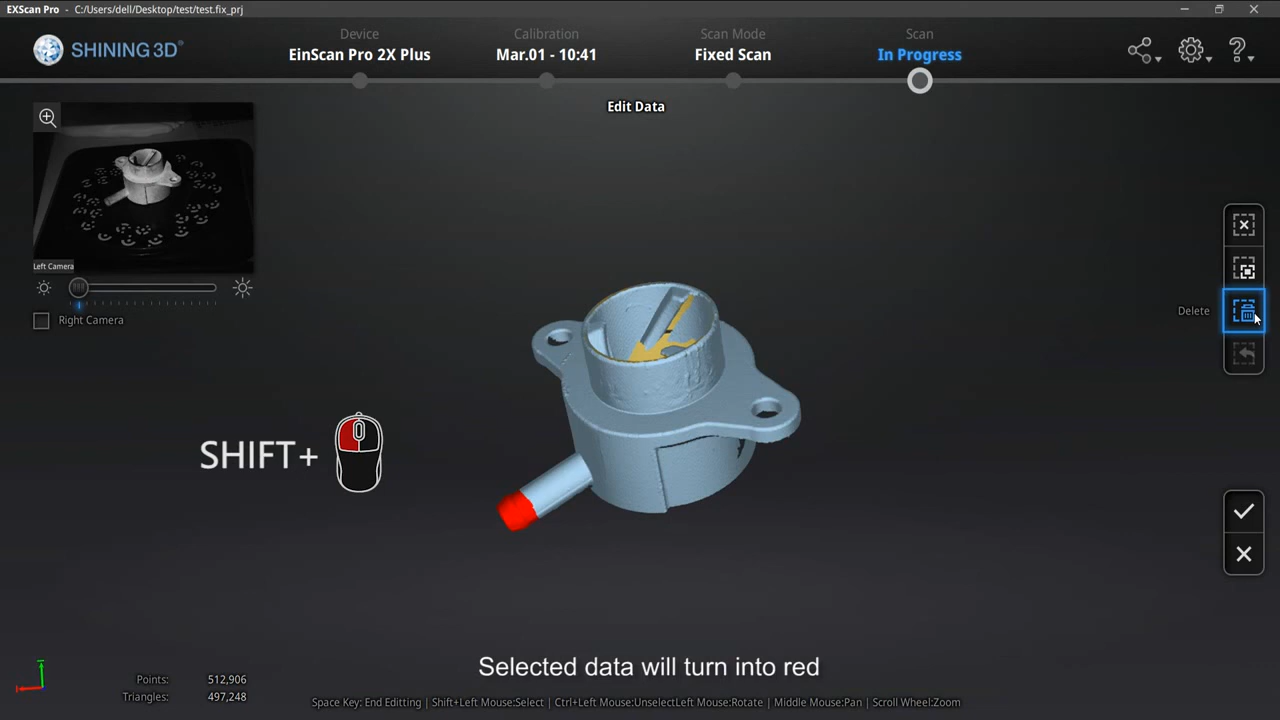 EXScan Pro - C:/Users/dell/Desktop/test/test.fix_prj
SHINING 3D®
Device
EinScan Pro 2X Plus
Calibration
Mar.01 - 10:41
Scan Mode
Fixed Scan
Scan
In Progress
Edit Data
Left Camera
Right Camera
Delete
SHIFT+
Selected data will turn into red
Points: 512,906
Triangles: 497,248
Space Key: End Editing | Shift+Left Mouse:Select | Ctrl+Left Mouse:UnselectLeft Mouse:Rotate | Middle Mouse:Pan | Scroll Wheel:Zoom